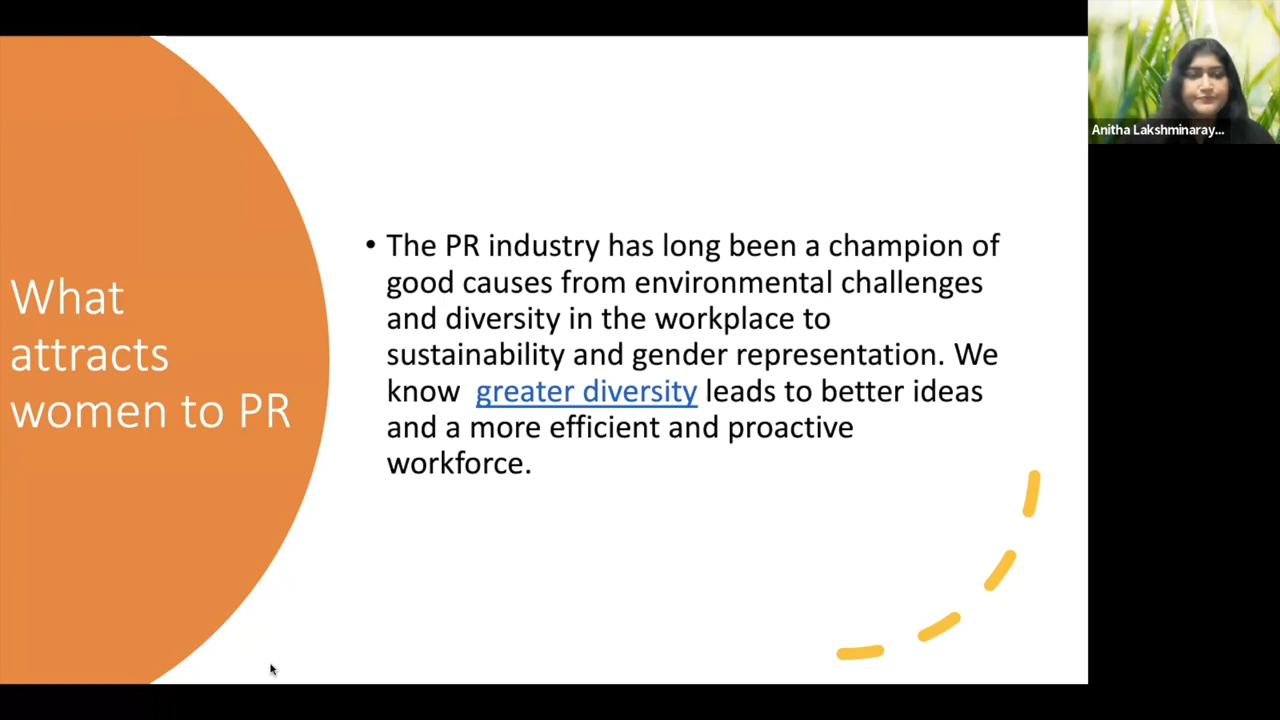 What
attracts
women to PR
• The PR industry has long been a champion of
good causes from environmental challenges
and diversity in the workplace to
sustainability and gender representation. We
know greater diversity leads to better ideas
and a more efficient and proactive
workforce.
Anitha Lakshminaray...